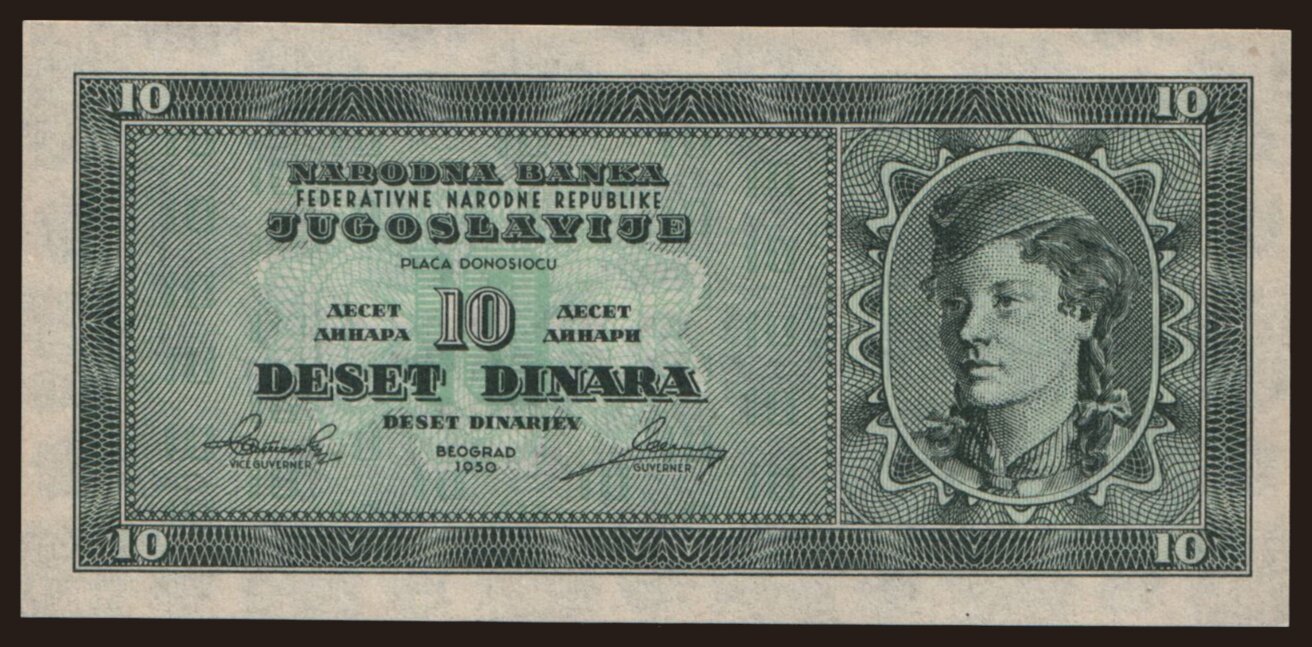 10 10
NARODNA BANKA
FEDERATIVNE NARODNE REPUBLIKE
JUGOSLAVIJE
PLAĆA DONOSIOCU
ДЕСЕТ 10 ДЕСЕТ
ДИНАРА ДИНАРИ
DESET DINARA
DESET DINARJEV
BEOGRAD
1950
VICEGUVERNER GUVERNER
10 10